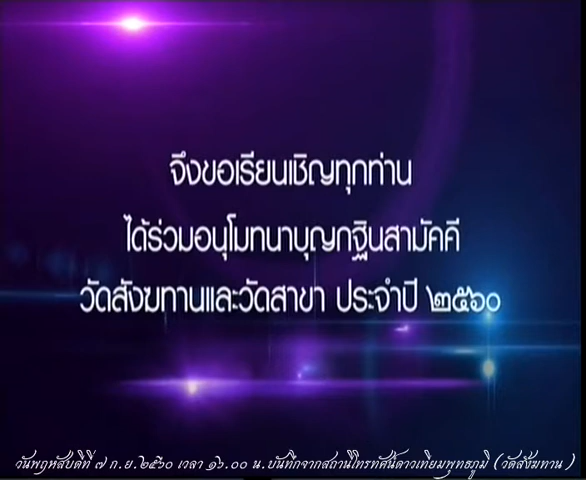 จึงขอเรียนเชิญทุกท่าน
ได้ร่วมอนุโมทนาบุญกฐินสามัคคี
วัดสังฆทานและวัดสาขา ประจำปี ๒๕๖๐
วันพฤหัสบดีที่ ๗ ก.ย.๒๕๖๐ เวลา ๑๖.๐๐ น.บันทึกจากสถานีโทรทัศน์ดาวเทียมพุทธภูมิ (วัดสังฆทาน )